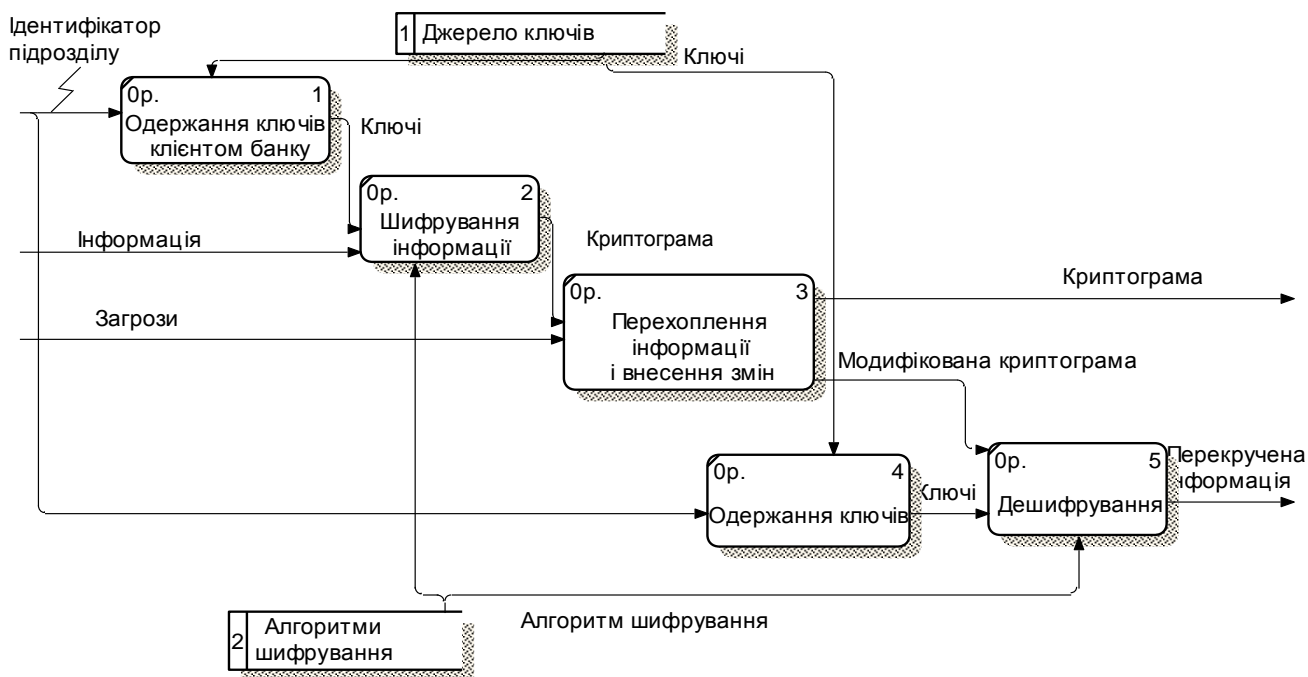 Ідентифікатор
підрозділу
1 Джерело ключів
Ключі
0р. 1
Одержання ключів
клієнтом банку
Ключі
0р. 2
Шифрування
інформації
Інформація
Криптограма
0р. 3
Перехоплення
інформації
і внесення змін
Криптограма
Загрози
Модифікована криптограма
0р. 4
Одержання ключів
Ключі
0р. 5
Дешифрування
Перекручена
нформація
2 Алгоритми
шифрування
Алгоритм шифрування